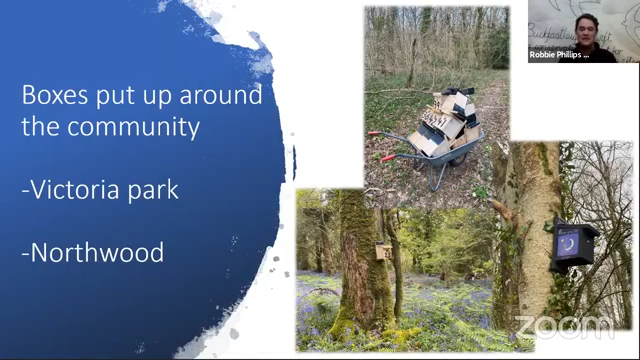 Boxes put up around
the community
-Victoria park
-Northwood
Robbie Phillips ...
zoom